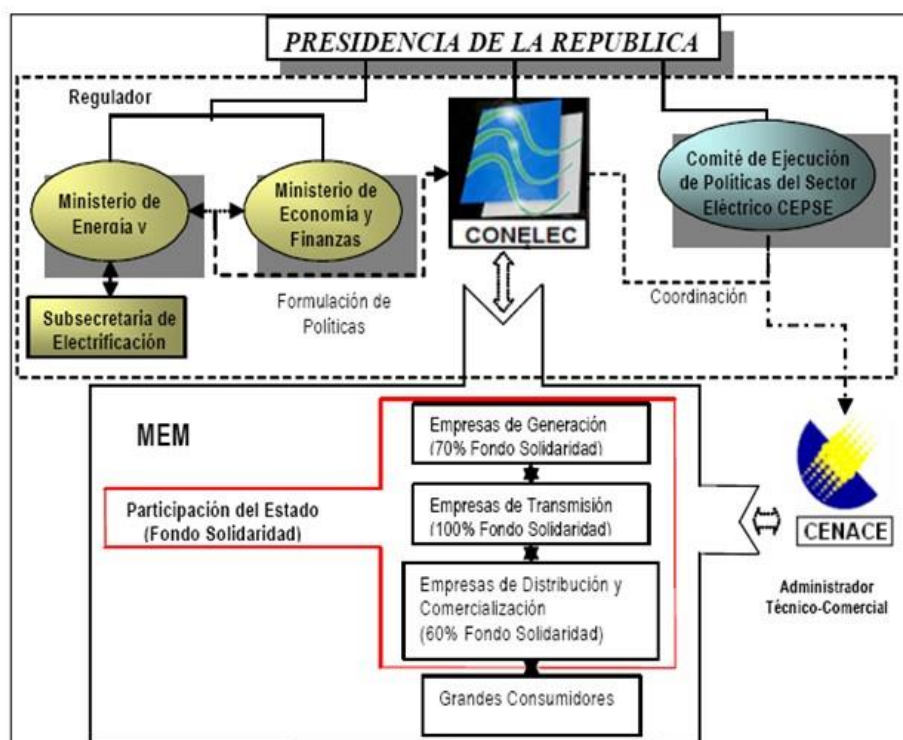 PRESIDENCIA DE LA REPUBLICA
Regulador
Ministerio de
Energía y
Ministerio de
Economía y
Finanzas
CONELEC
Comité de Ejecución
de Políticas del Sector
Eléctrico CEPSE
Subsecretaria de
Electrificación
Formulación de
Políticas
Coordinación
MEM
Empresas de Generación
(70% Fondo Solidaridad)
Participación del Estado
(Fondo Solidaridad)
Empresas de Transmisión
(100% Fondo Solidaridad)
Empresas de Distribución y
Comercialización
(60% Fondo Solidaridad)
Grandes Consumidores
CENACE
Administrador
Técnico-Comercial